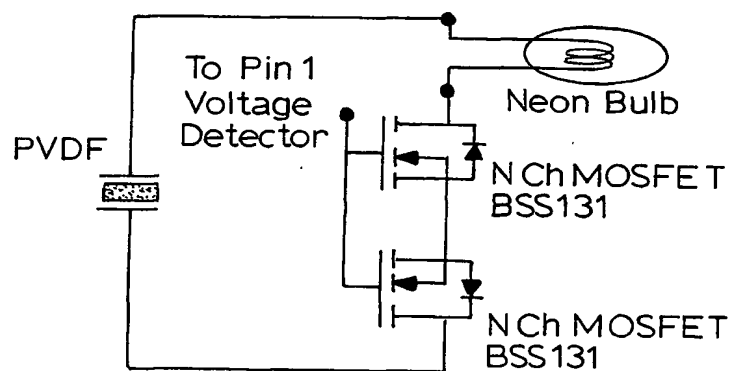 To Pin 1
Voltage
Detector
Neon Bulb
PVDF
N Ch MOSFET
BSS131
N Ch MOSFET
BSS131